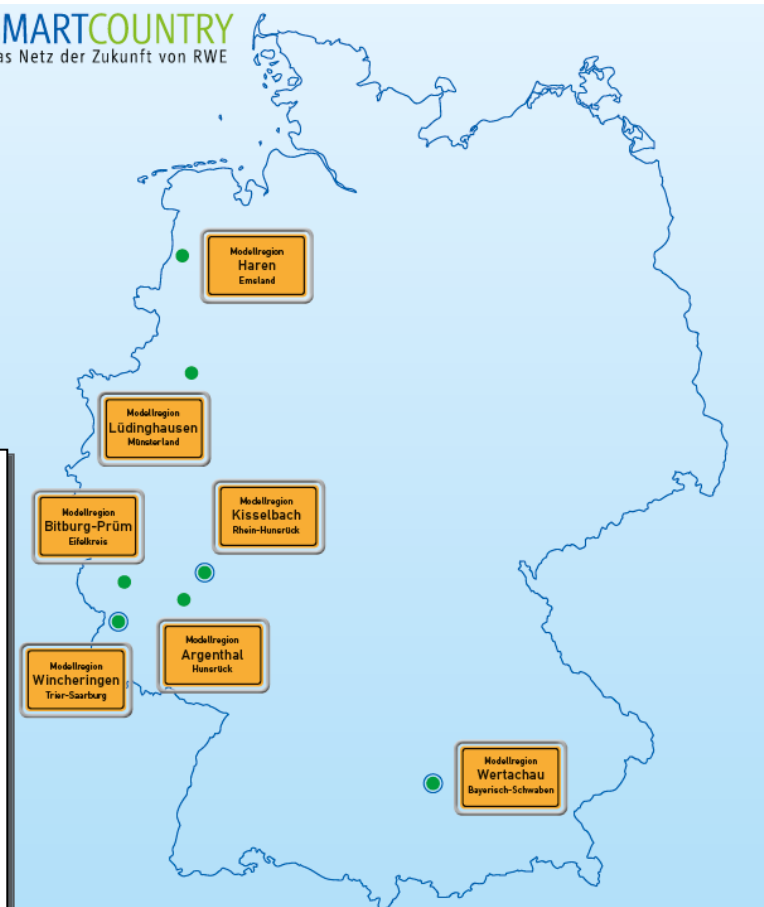 MARTCOUNTRY
as Netz der Zukunft von RWE
Modellregion
Haren
Emsland
Modellregion
Lüdinghausen
Münsterland
Modellregion
Kisselbach
Rhein-Hunsrück
Modellregion
Bitburg-Prüm
Eifelkreis
Modellregion
Argenthal
Hunsrück
Modellregion
Wincheringen
Trier-Saarburg
Modellregion
Wertachau
Bayerisch-Schwaben